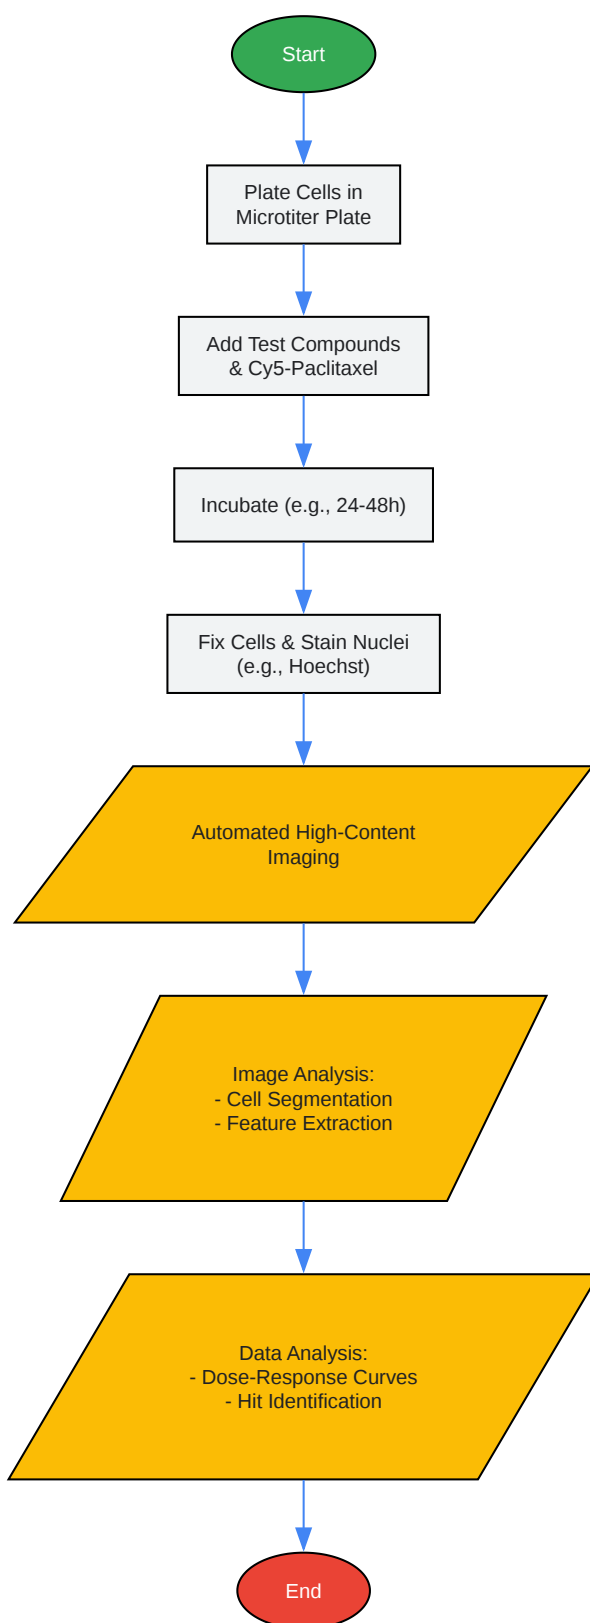 Start
Plate Cells in
Microtiter Plate
Add Test Compounds
& Cy5-Paclitaxel
Incubate (e.g., 24-48h)
Fix Cells & Stain Nuclei
(e.g., Hoechst)
Automated High-Content
Imaging
Image Analysis:
- Cell Segmentation
- Feature Extraction
Data Analysis:
- Dose-Response Curves
- Hit Identification
End